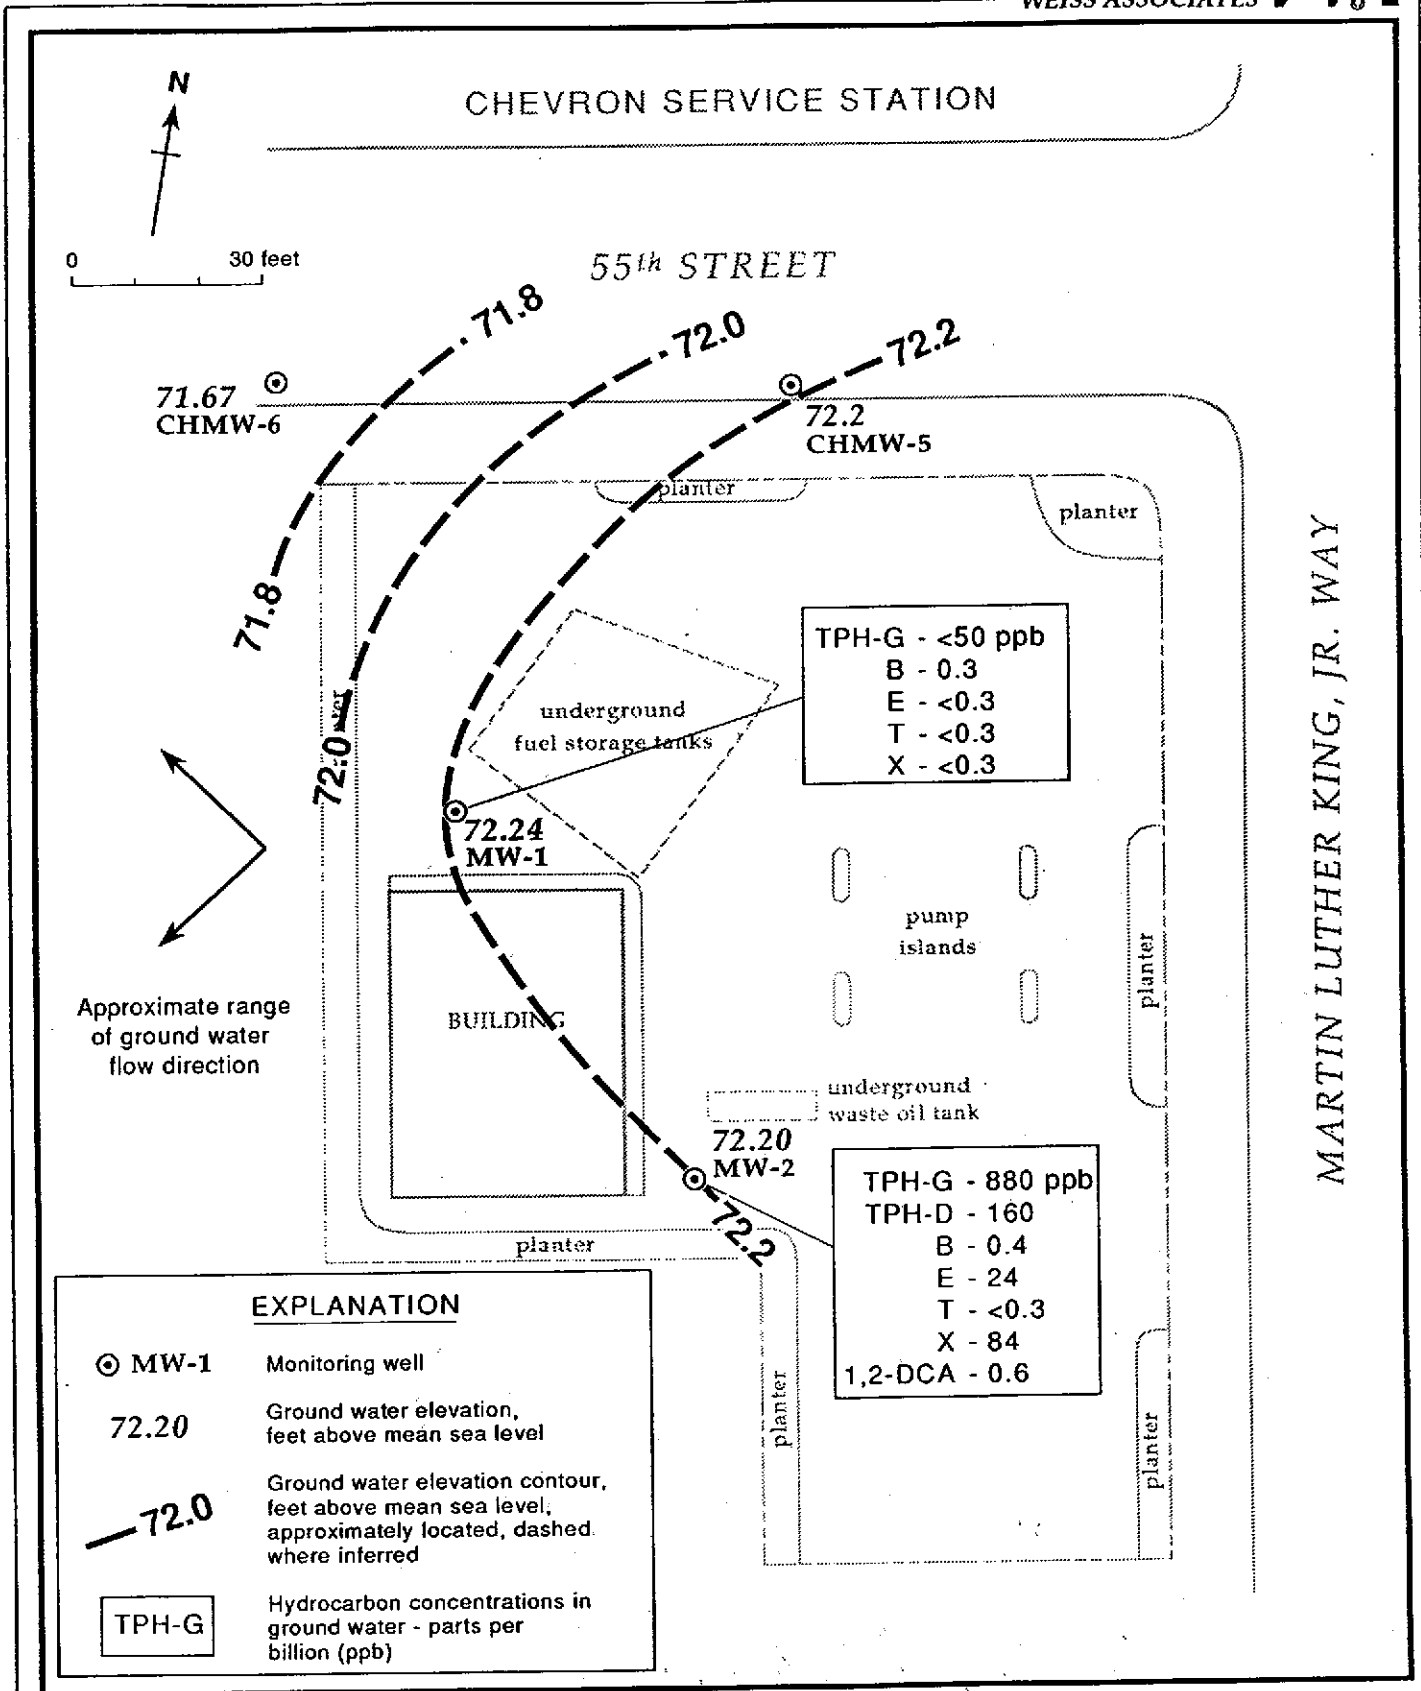 WEISS ASSOCIATES
N
CHEVRON SERVICE STATION
0 30 feet
55th STREET
71.8
72.0
72.2
71.67
CHMW-6
72.2
CHMW-5
planter
planter
71.8
TPH-G - <50 ppb
B - 0.3
E - <0.3
T - <0.3
X - <0.3
underground
fuel storage tanks
72.0
72.24
MW-1
MARTIN LUTHER KING, JR. WAY
pump
islands
planter
Approximate range
of ground water
flow direction
BUILDING
underground
waste oil tank
72.20
MW-2
72.2
TPH-G - 880 ppb
TPH-D - 160
B - 0.4
E - 24
T - <0.3
X - 84
1,2-DCA - 0.6
planter
planter
planter
EXPLANATION
MW-1 Monitoring well
72.20 Ground water elevation,
feet above mean sea level
72.0 Ground water elevation contour,
feet above mean sea level,
approximately located, dashed
where inferred
TPH-G Hydrocarbon concentrations in
ground water - parts per
billion (ppb)